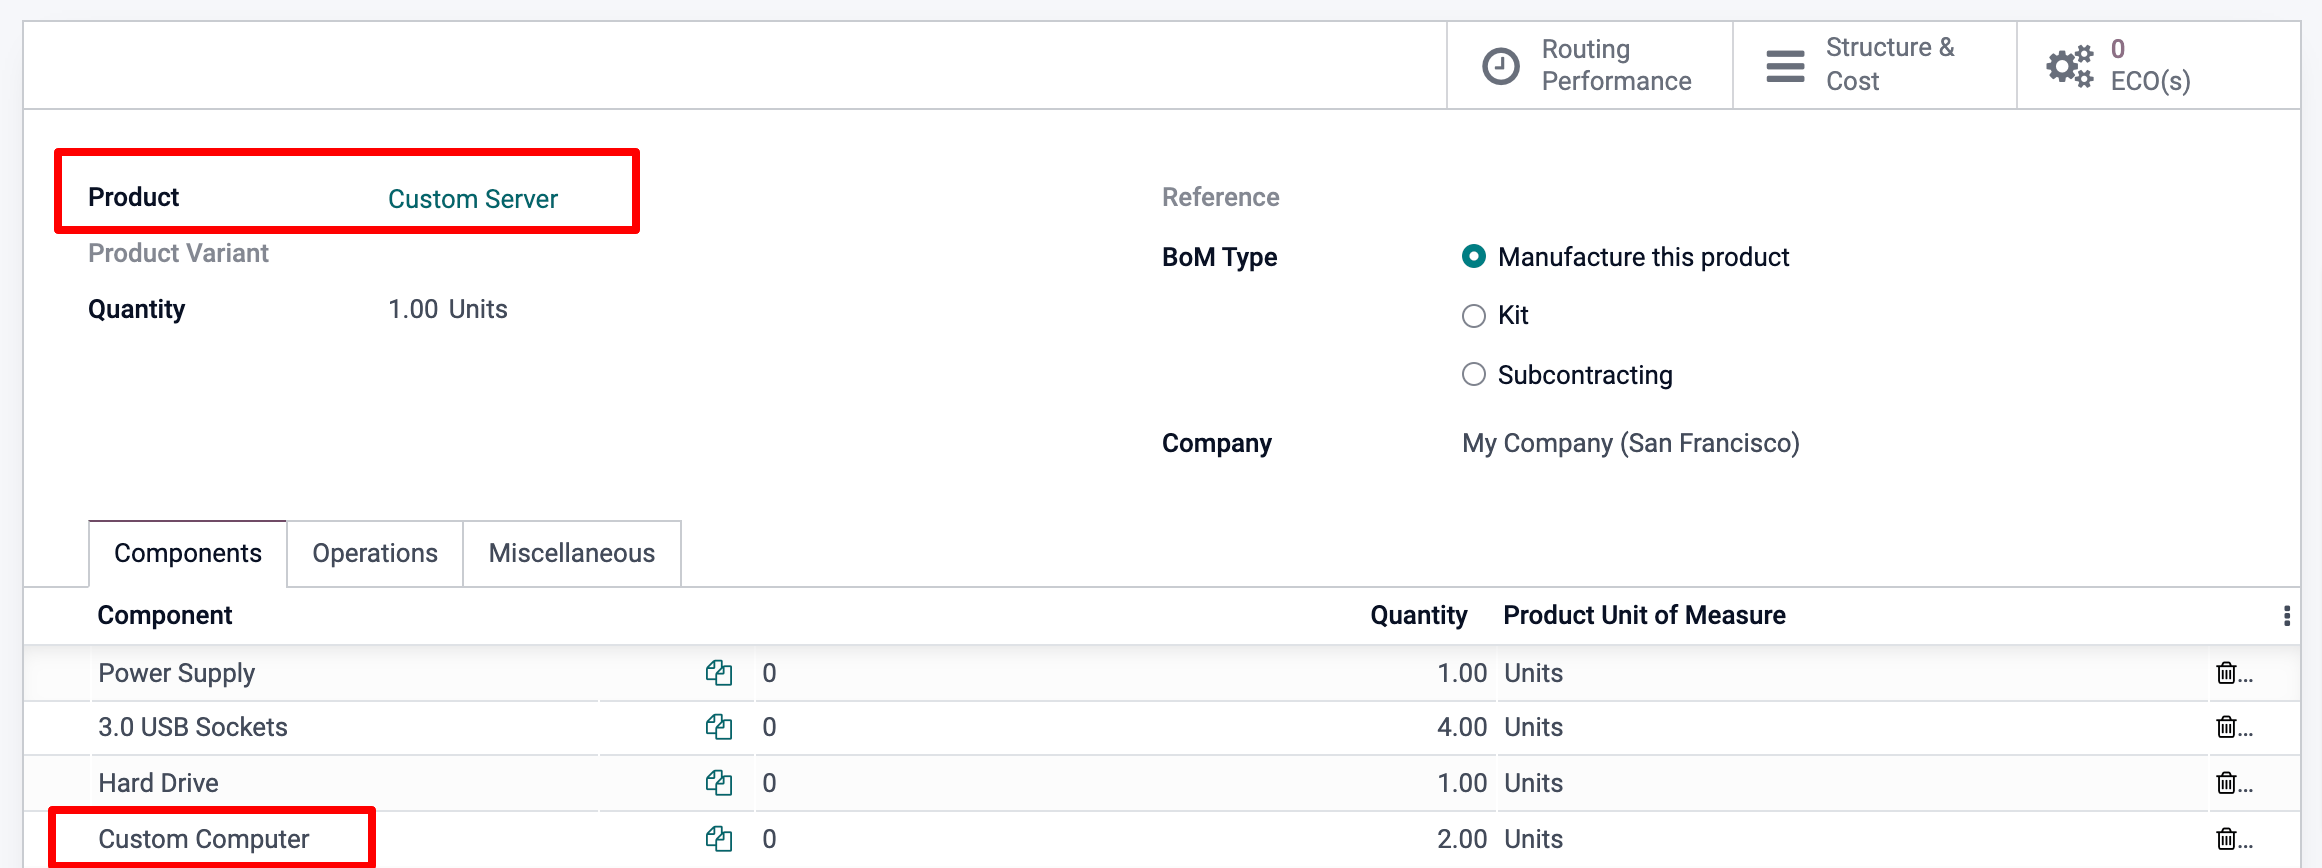 Routing
Performance
Structure &
Cost
0
ECO(s)
Product Custom Server
Product Variant
Quantity 1.00 Units
Reference
BoM Type Manufacture this product
Kit
Subcontracting
Company My Company (San Francisco)
Components Operations Miscellaneous
Component Quantity Product Unit of Measure
Power Supply 0 1.00 Units ...
3.0 USB Sockets 0 4.00 Units ...
Hard Drive 0 1.00 Units ...
Custom Computer 0 2.00 Units ...